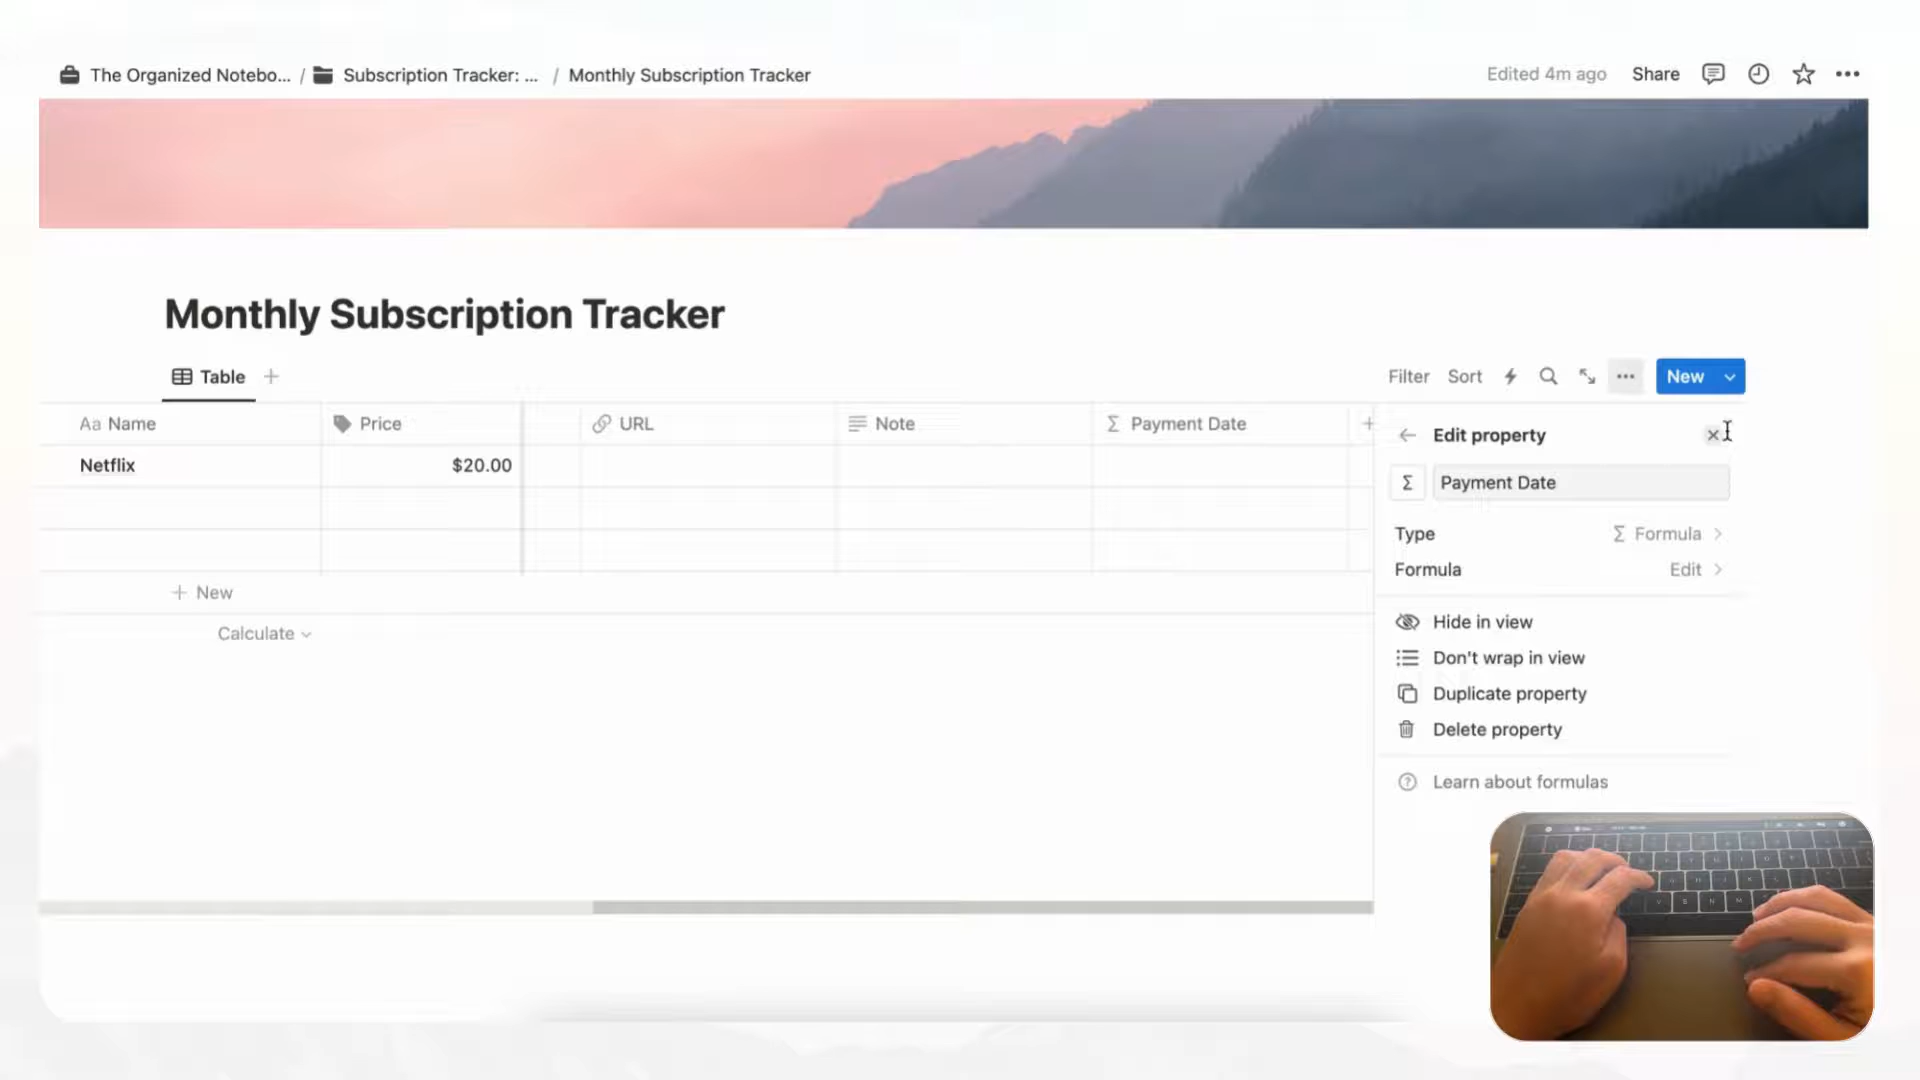 The Organized Notebo... / Subscription Tracker: ... / Monthly Subscription Tracker
Edited 4m ago Share
Monthly Subscription Tracker
Table
Filter Sort New
Aa Name Price URL Note Σ Payment Date
Netflix $20.00
+ New
Calculate
Edit property
Σ Payment Date
Type Σ Formula
Formula Edit
Hide in view
Don't wrap in view
Duplicate property
Delete property
Learn about formulas